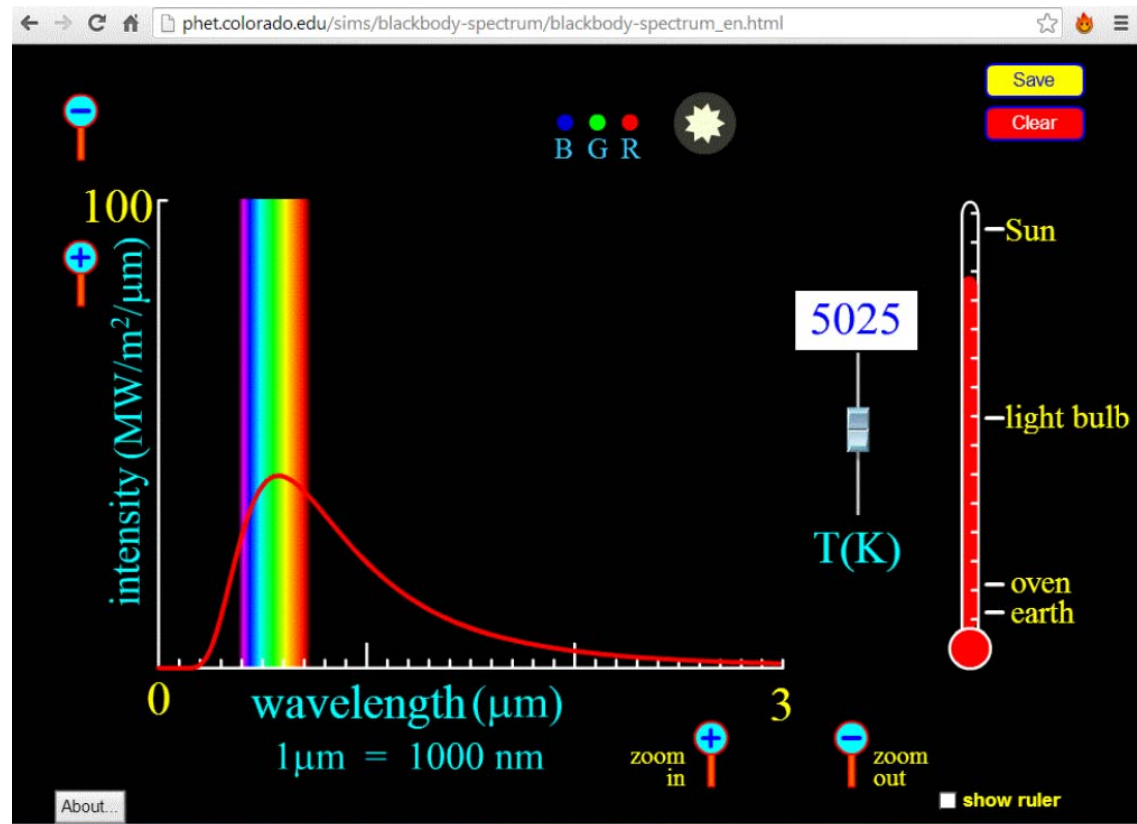 phet.colorado.edu/sims/blackbody-spectrum/blackbody-spectrum_en.html
Save
Clear
B G R
100
intensity (MW/m²/μm)
Sun
5025
light bulb
T(K)
oven
earth
0
wavelength (μm)
3
1μm = 1000 nm
zoom
in
zoom
out
About...
show ruler